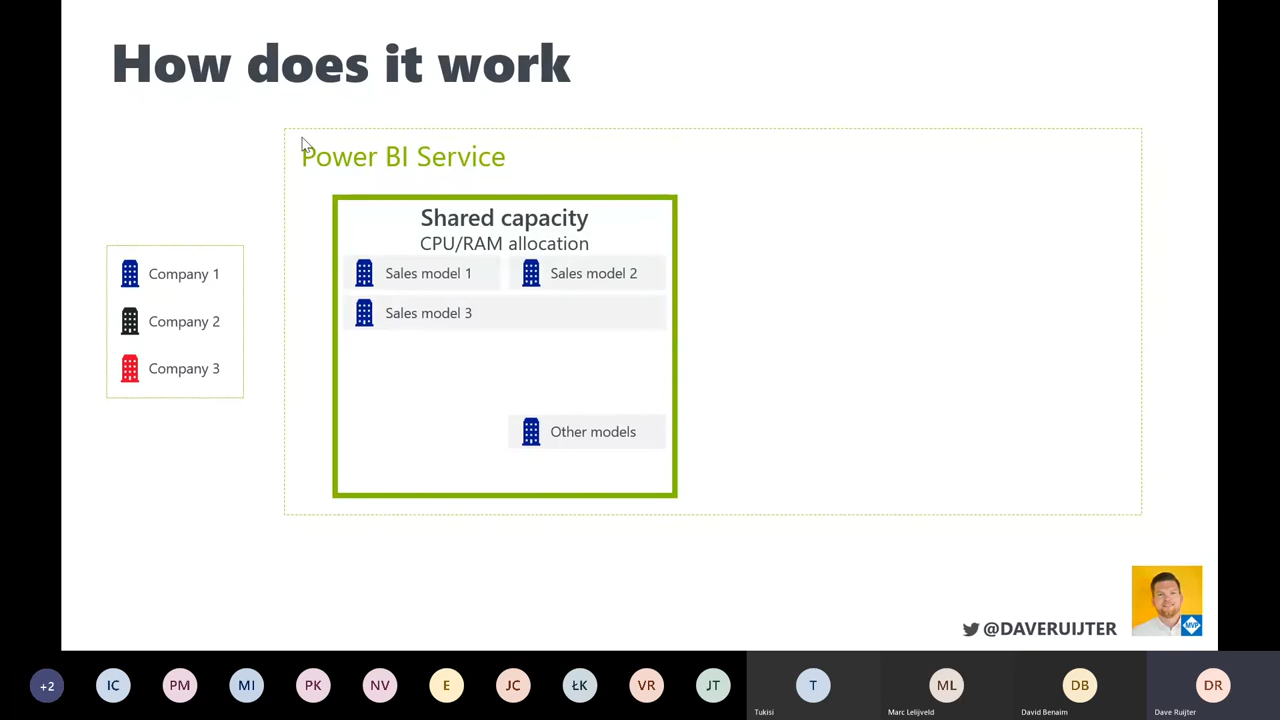 How does it work
Power BI Service
Shared capacity
CPU/RAM allocation
Company 1
Company 2
Company 3
Sales model 1
Sales model 2
Sales model 3
Other models
@DAVERUIJTER
MVP
+2
IC
PM
MI
PK
NV
E
JC
ŁK
VR
JT
T
ML
DB
DR
Tukisi
Marc Lelijveld
David Benaim
Dave Ruijter